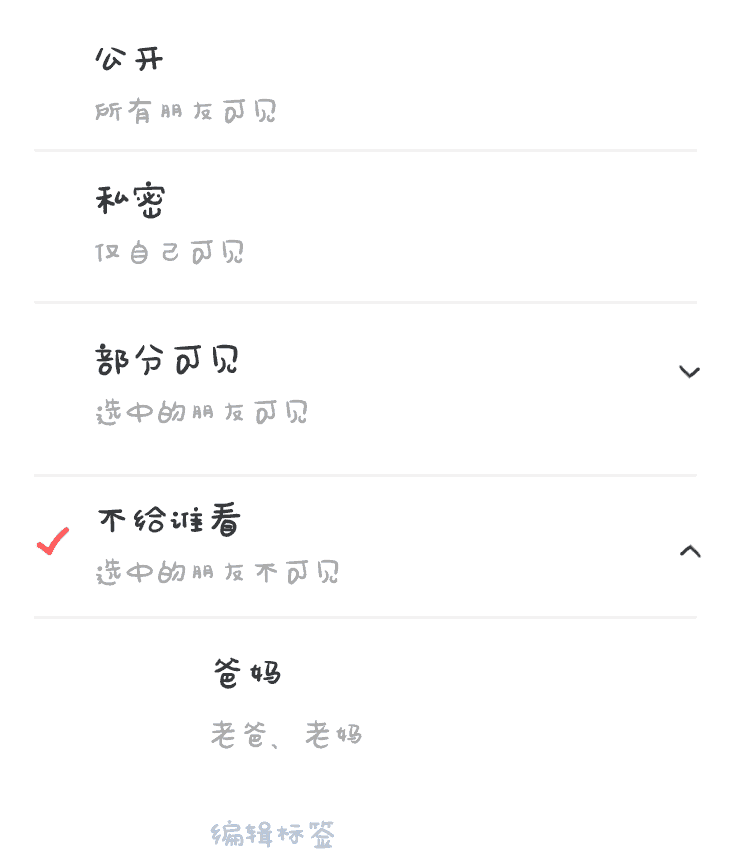 公开
所有朋友可见
私密
仅自己可见
部分可见
选中的朋友可见
不给谁看
选中的朋友不可见
爸妈
老爸、老妈
编辑标签